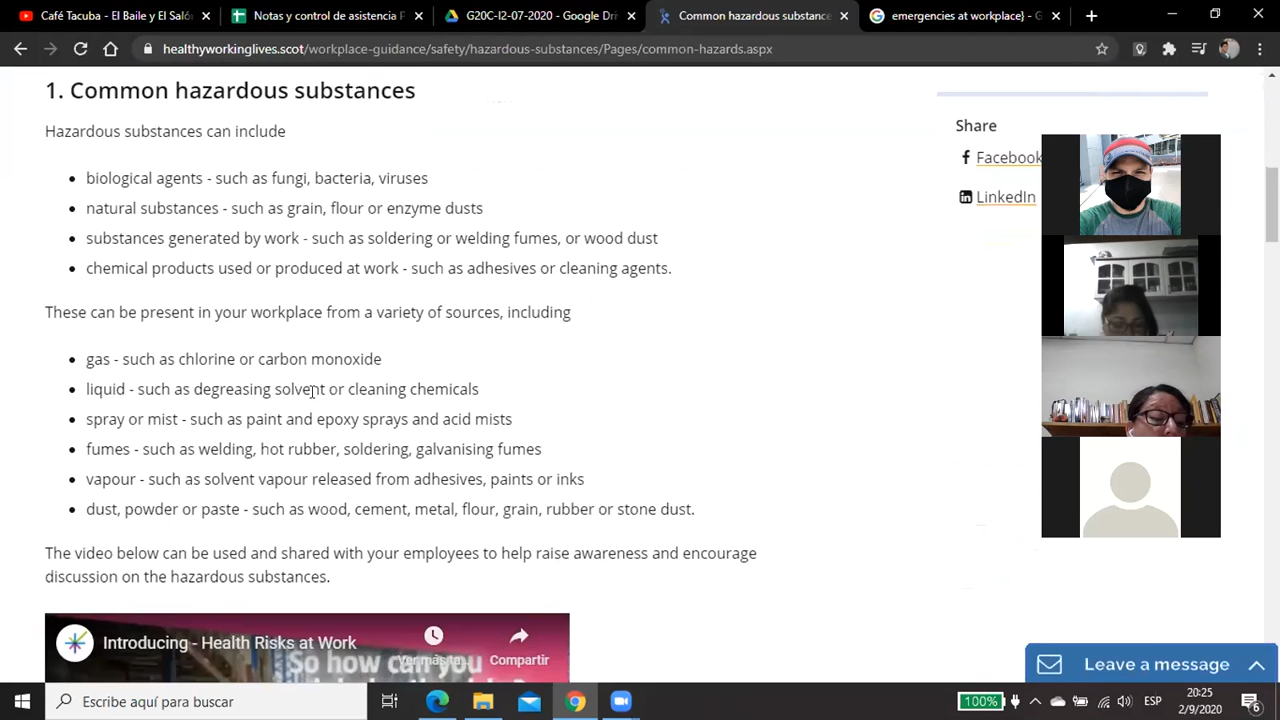 Café Tacuba - El Baile y El Saló
Notas y control de asistencia P
G20C-I2-07-2020 - Google Dri
Common hazardous substance
emergencies at workplace} - G
healthyworkinglives.scot/workplace-guidance/safety/hazardous-substances/Pages/common-hazards.aspx
1. Common hazardous substances
Hazardous substances can include
biological agents - such as fungi, bacteria, viruses
natural substances - such as grain, flour or enzyme dusts
substances generated by work - such as soldering or welding fumes, or wood dust
chemical products used or produced at work - such as adhesives or cleaning agents.
These can be present in your workplace from a variety of sources, including
gas - such as chlorine or carbon monoxide
liquid - such as degreasing solvent or cleaning chemicals
spray or mist - such as paint and epoxy sprays and acid mists
fumes - such as welding, hot rubber, soldering, galvanising fumes
vapour - such as solvent vapour released from adhesives, paints or inks
dust, powder or paste - such as wood, cement, metal, flour, grain, rubber or stone dust.
The video below can be used and shared with your employees to help raise awareness and encourage
discussion on the hazardous substances.
Share
Facebook
LinkedIn
Introducing - Health Risks at Work
So how can you
Ver más ta...
Compartir
Leave a message
Escribe aquí para buscar
100%
ESP
20:25
2/9/2020
6